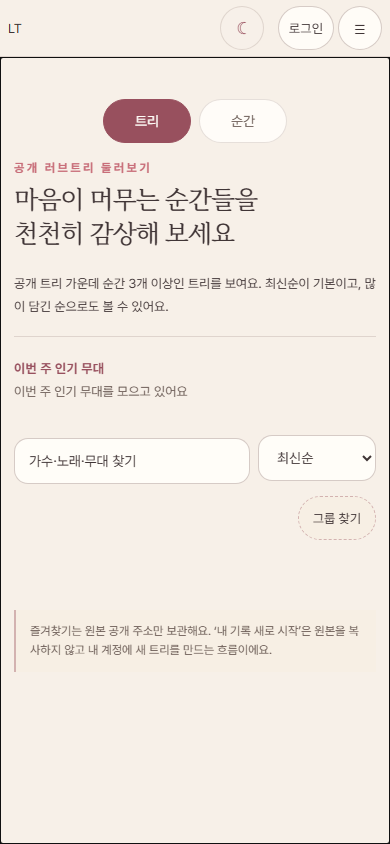 LT
로그인
☰
트리
순간
공개 러브트리 둘러보기
마음이 머무는 순간들을
천천히 감상해 보세요
공개 트리 가운데 순간 3개 이상인 트리를 보여요. 최신순이 기본이고, 많
이 담긴 순으로도 볼 수 있어요.
이번 주 인기 무대
이번 주 인기 무대를 모으고 있어요
가수·노래·무대 찾기
최신순
그룹 찾기
즐겨찾기는 원본 공개 주소만 보관해요. ‘내 기록 새로 시작’은 원본을 복
사하지 않고 내 계정에 새 트리를 만드는 흐름이에요.